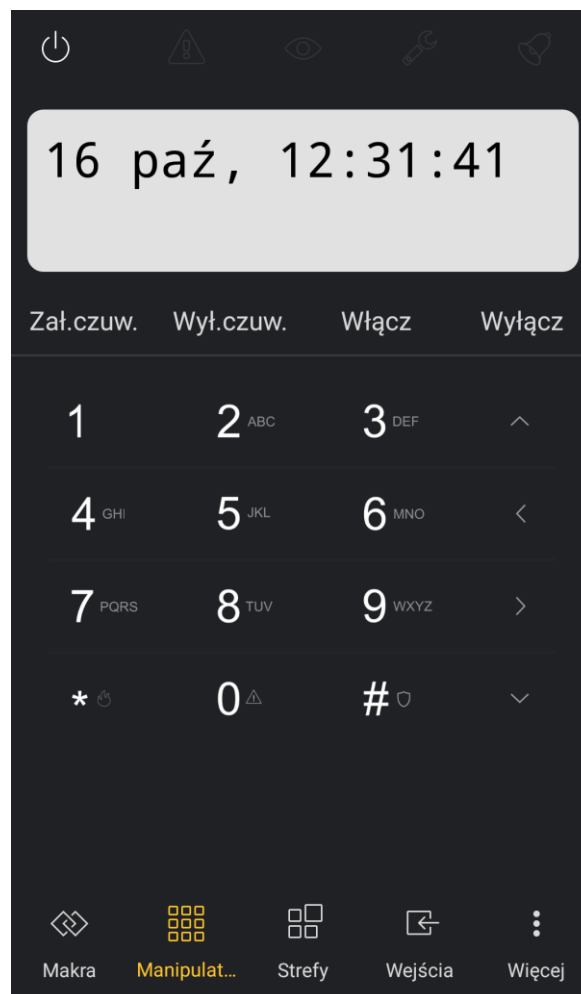 16 paź, 12:31:41
Zał.czuw. Wył.czuw. Włącz Wyłącz
1 2 ABC 3 DEF
4 GHI 5 JKL 6 MNO
7 PQRS 8 TUV 9 WXYZ
* 0 #
Makra Manipulat... Strefy Wejścia Więcej